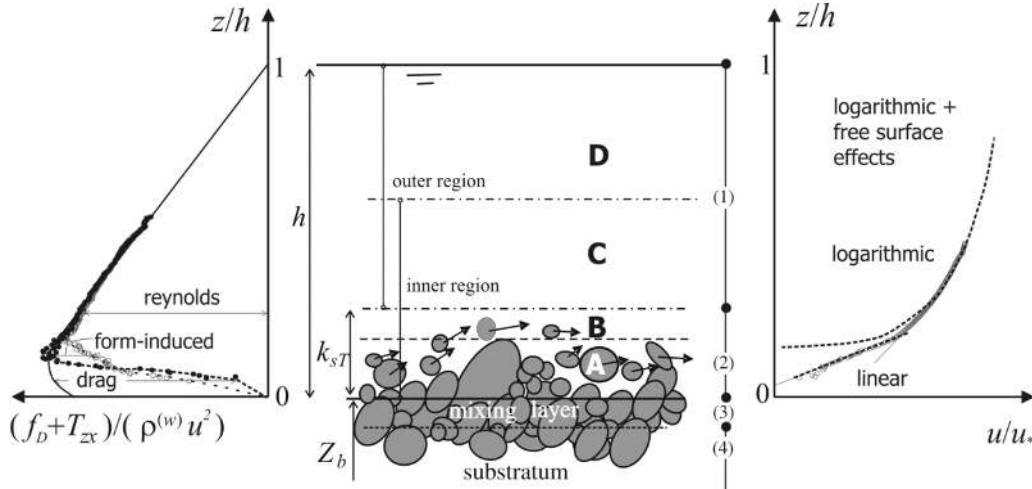 z/h
1
reynolds
form-induced
drag
0
(f_D+T_zx)/(ρ^(w) u²)
h
k_sT
Z_b
D
outer region
(1)
C
inner region
B
(2)
A
mixing layer
(3)
(4)
substratum
z/h
1
logarithmic +
free surface
effects
logarithmic
linear
0
u/u*